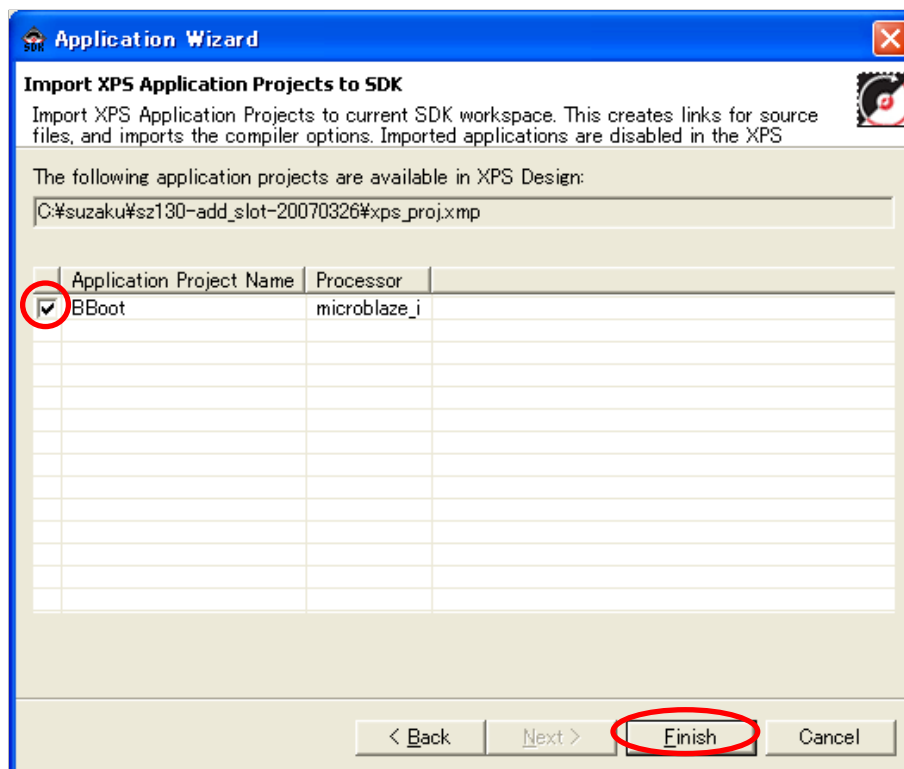 SDK
Application Wizard
Import XPS Application Projects to SDK
Import XPS Application Projects to current SDK workspace. This creates links for source
files, and imports the compiler options. Imported applications are disabled in the XPS
The following application projects are available in XPS Design:
C:¥suzaku¥sz130-add_slot-20070326¥xps_proj.xmp
Application Project Name Processor
BBoot microblaze_i
< Back Next > Finish Cancel